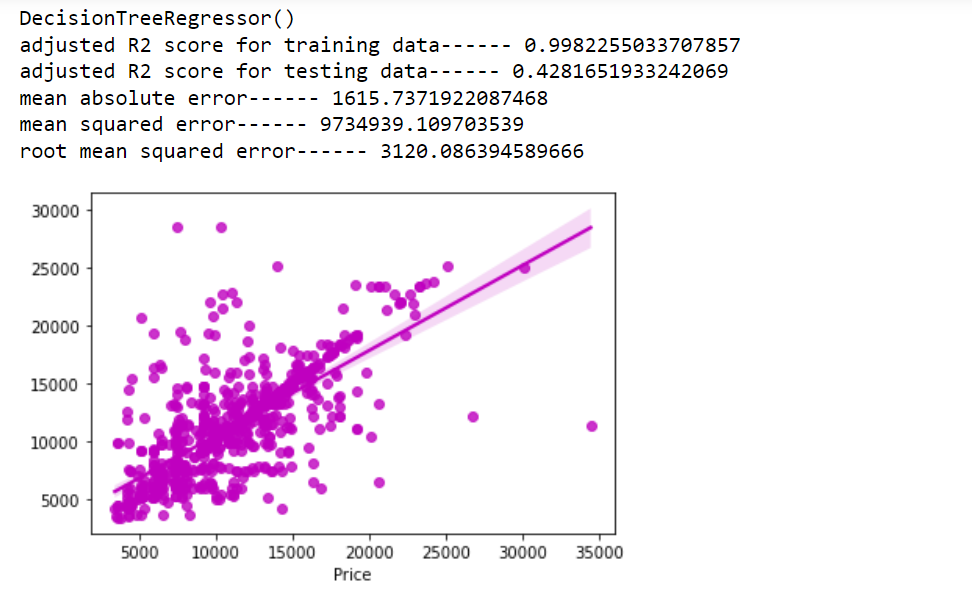 DecisionTreeRegressor()
adjusted R2 score for training data------ 0.9982255033707857
adjusted R2 score for testing data------ 0.4281651933242069
mean absolute error------ 1615.7371922087468
mean squared error------ 9734939.109703539
root mean squared error------ 3120.086394589666
30000
25000
20000
15000
10000
5000
5000 10000 15000 20000 25000 30000 35000
Price